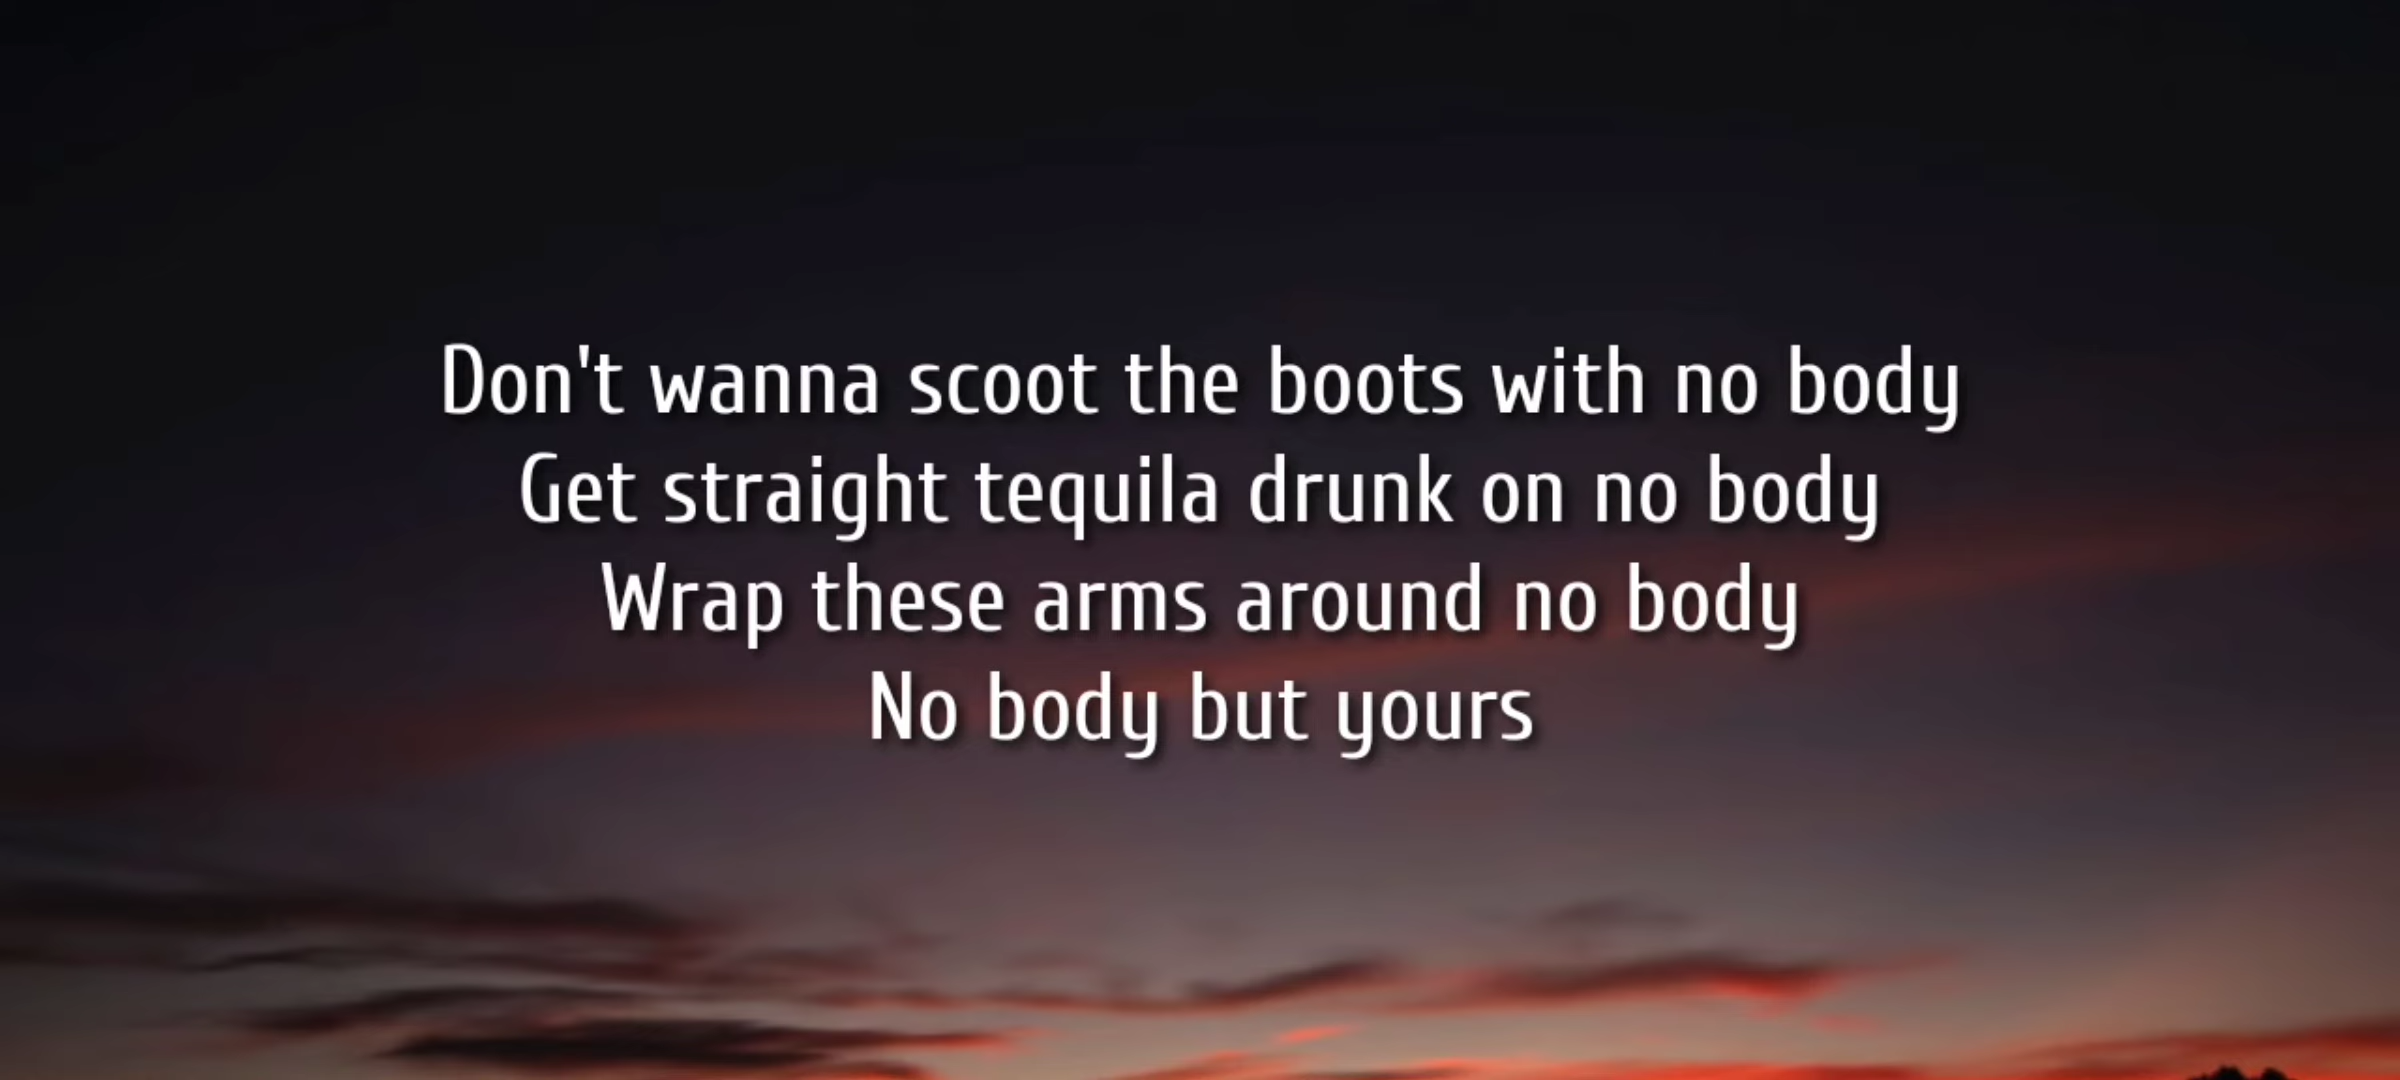 Don't wanna scoot the boots with no body
Get straight tequila drunk on no body
Wrap these arms around no body
No body but yours